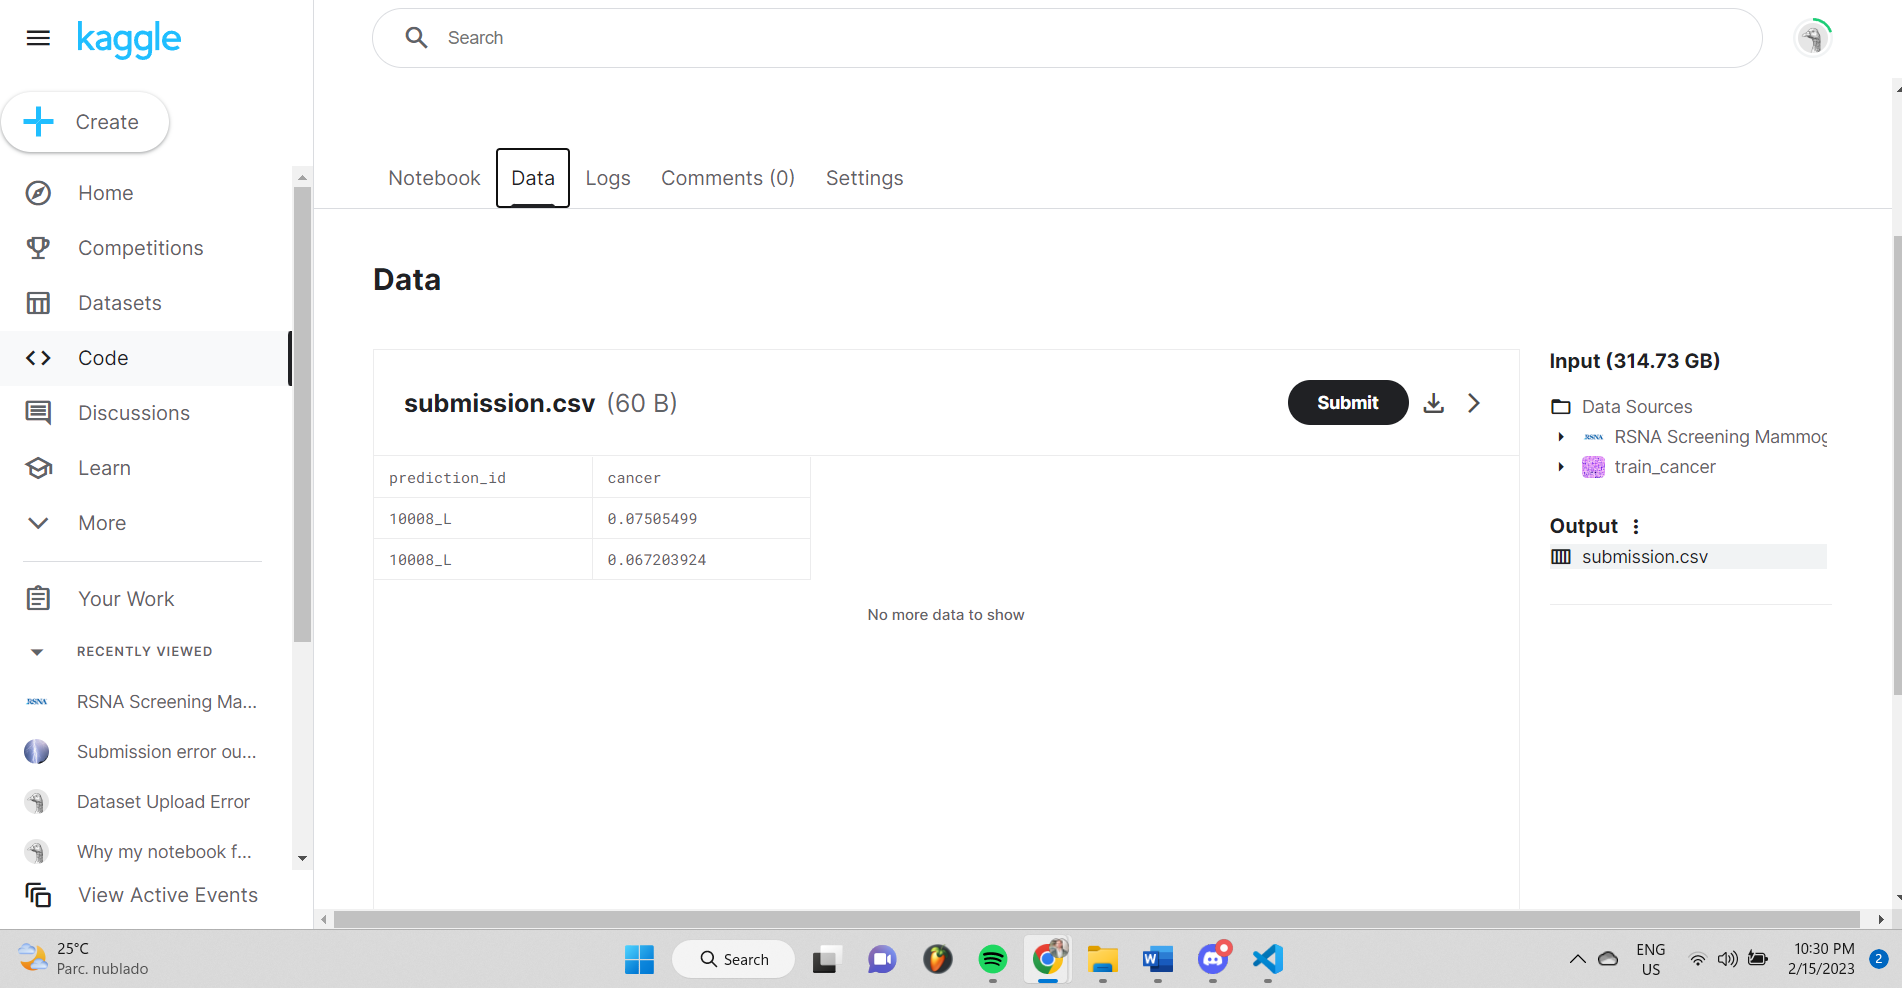 kaggle
Search
Create
Home
Competitions
Datasets
Code
Discussions
Learn
More
Your Work
RECENTLY VIEWED
RSNA
RSNA Screening Ma...
Submission error ou...
Dataset Upload Error
Why my notebook f...
View Active Events
Notebook Data Logs Comments (0) Settings
Data
submission.csv (60 B)
Submit
prediction_id cancer
10008_L 0.07505499
10008_L 0.067203924
No more data to show
Input (314.73 GB)
Data Sources
RSNA RSNA Screening Mammog
train_cancer
Output
submission.csv
25°C
Parc. nublado
Search
W
ENG
US
10:30 PM
2/15/2023
2